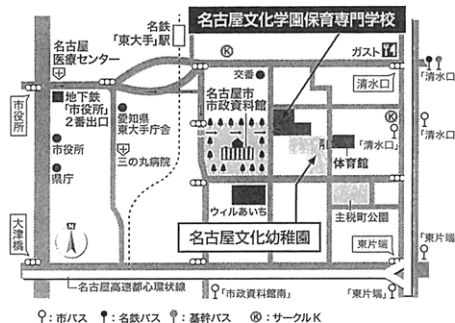 名古屋文化学園保育専門学校
名鉄
「東大手」駅
Ⓚ
ガスト
名古屋
医療センター
交番
清水口
「清水口」
市役所
地下鉄
「市役所」
2番出口
愛知県
東大手庁舎
名古屋市
市政資料館
Ⓚ
「清水口」
市役所
三の丸病院
「清水口」
体育館
県庁
ウィルあいち
主税町公園
大津橋
N
名古屋文化幼稚園
東片端
「東片端」
名古屋高速都心環状線
「市政資料館南」
「東片端」
：市バス
：名鉄バス
：基幹バス
Ⓚ：サークルK